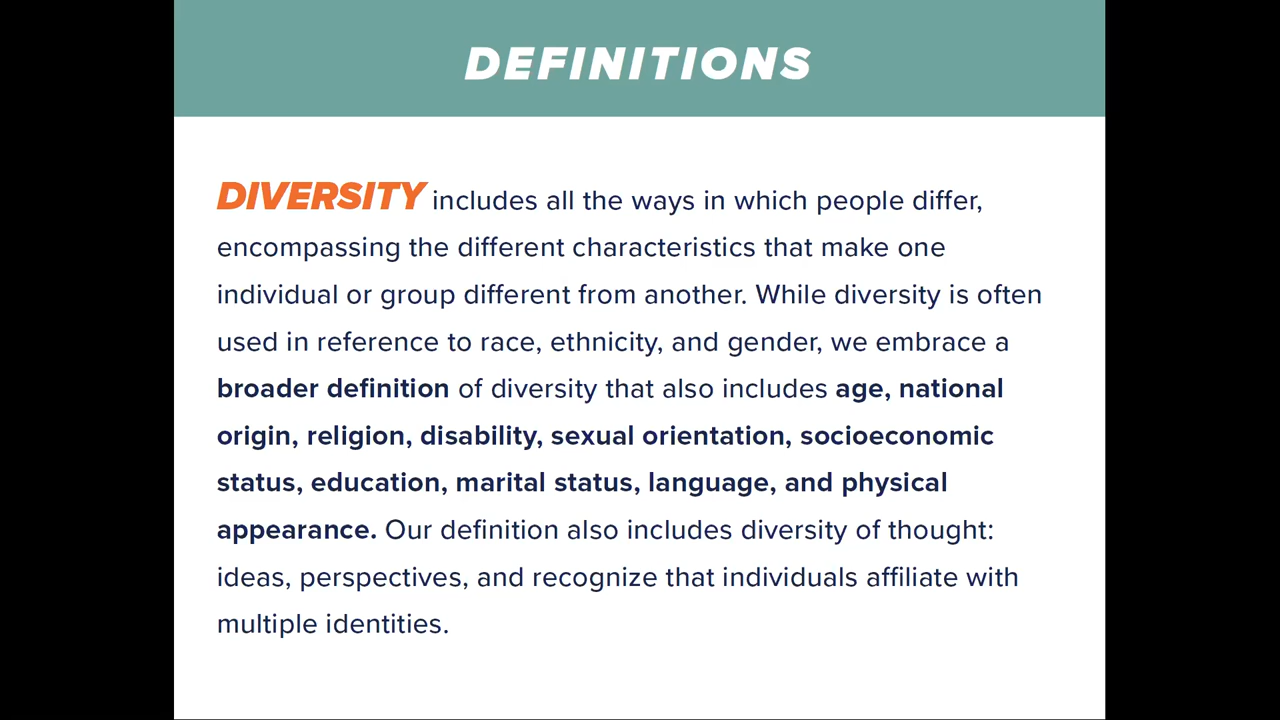 DEFINITIONS
DIVERSITY includes all the ways in which people differ,
encompassing the different characteristics that make one
individual or group different from another. While diversity is often
used in reference to race, ethnicity, and gender, we embrace a
broader definition of diversity that also includes age, national
origin, religion, disability, sexual orientation, socioeconomic
status, education, marital status, language, and physical
appearance. Our definition also includes diversity of thought:
ideas, perspectives, and recognize that individuals affiliate with
multiple identities.